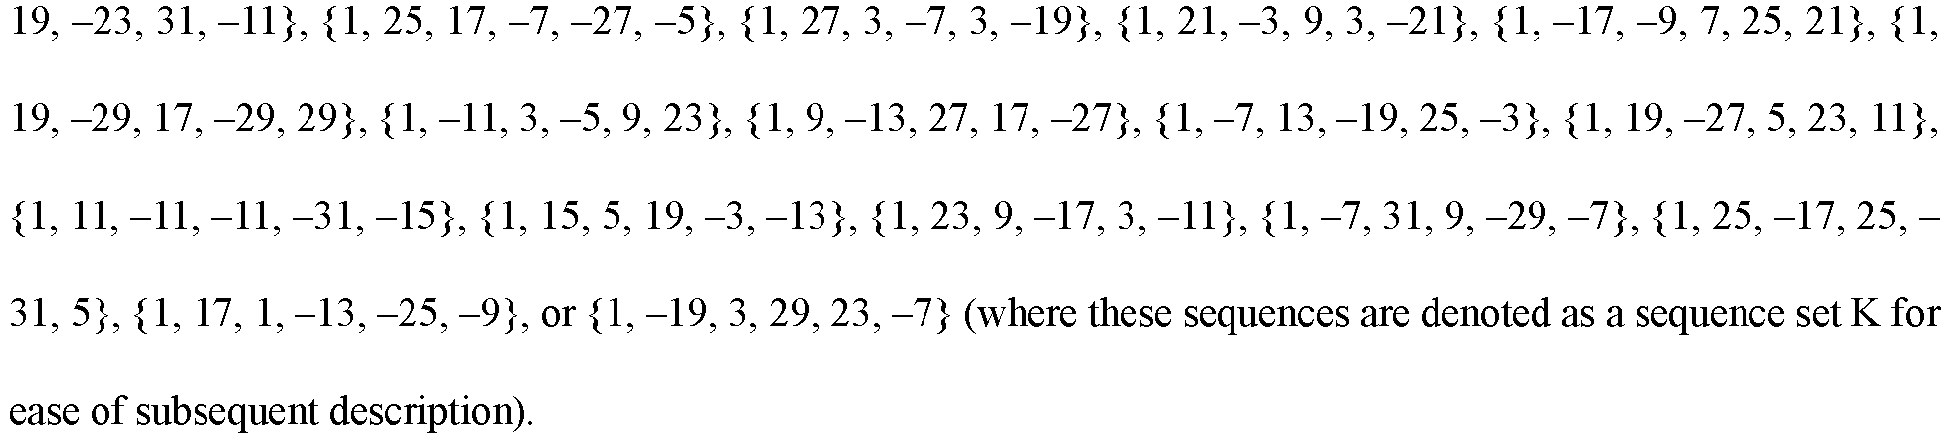 19, –23, 31, –11}, {1, 25, 17, –7, –27, –5}, {1, 27, 3, –7, 3, –19}, {1, 21, –3, 9, 3, –21}, {1, –17, –9, 7, 25, 21}, {1,
19, –29, 17, –29, 29}, {1, –11, 3, –5, 9, 23}, {1, 9, –13, 27, 17, –27}, {1, –7, 13, –19, 25, –3}, {1, 19, –27, 5, 23, 11},
{1, 11, –11, –11, –31, –15}, {1, 15, 5, 19, –3, –13}, {1, 23, 9, –17, 3, –11}, {1, –7, 31, 9, –29, –7}, {1, 25, –17, 25, –
31, 5}, {1, 17, 1, –13, –25, –9}, or {1, –19, 3, 29, 23, –7} (where these sequences are denoted as a sequence set K for
ease of subsequent description).